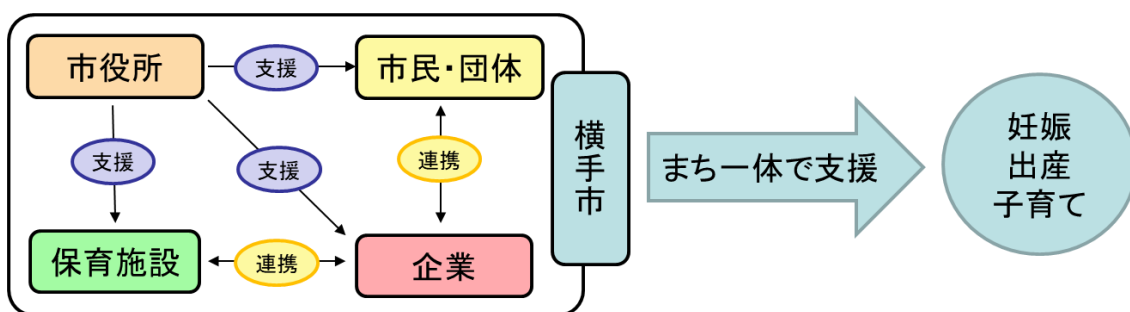 市役所
支援
市民・団体
支援
支援
連携
保育施設
連携
企業
横手市
まち一体で支援
妊娠
出産
子育て